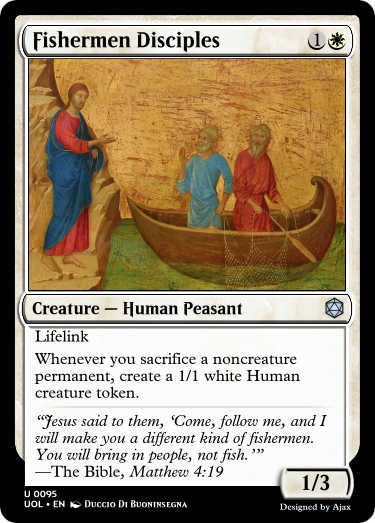 Fishermen Disciples 1
Creature — Human Peasant
Lifelink
Whenever you sacrifice a noncreature
permanent, create a 1/1 white Human
creature token.
“Jesus said to them, ‘Come, follow me, and I
will make you a different kind of fishermen.
You will bring in people, not fish.’”
—The Bible, Matthew 4:19
1/3
U 0095
UOL • EN Duccio Di Buoninsegna
Designed by Ajax